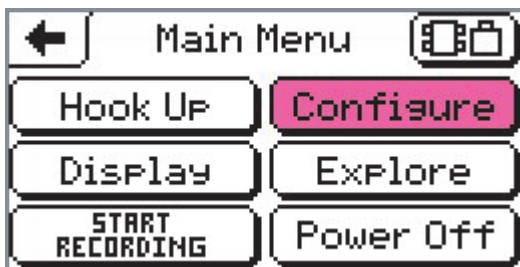 Main Menu
Hook Up
Configure
Display
Explore
START
RECORDING
Power Off